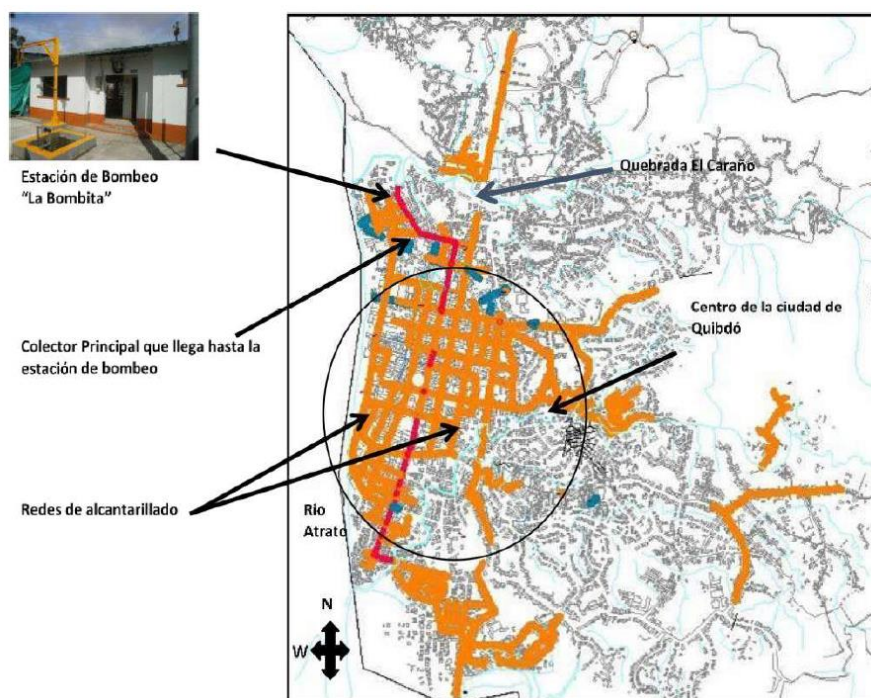 Estación de Bombeo
“La Bombita”
Quebrada El Caraño
Centro de la ciudad de
Quibdó
Colector Principal que llega hasta la
estación de bombeo
Redes de alcantarillado
Rio
Atrato
N
W